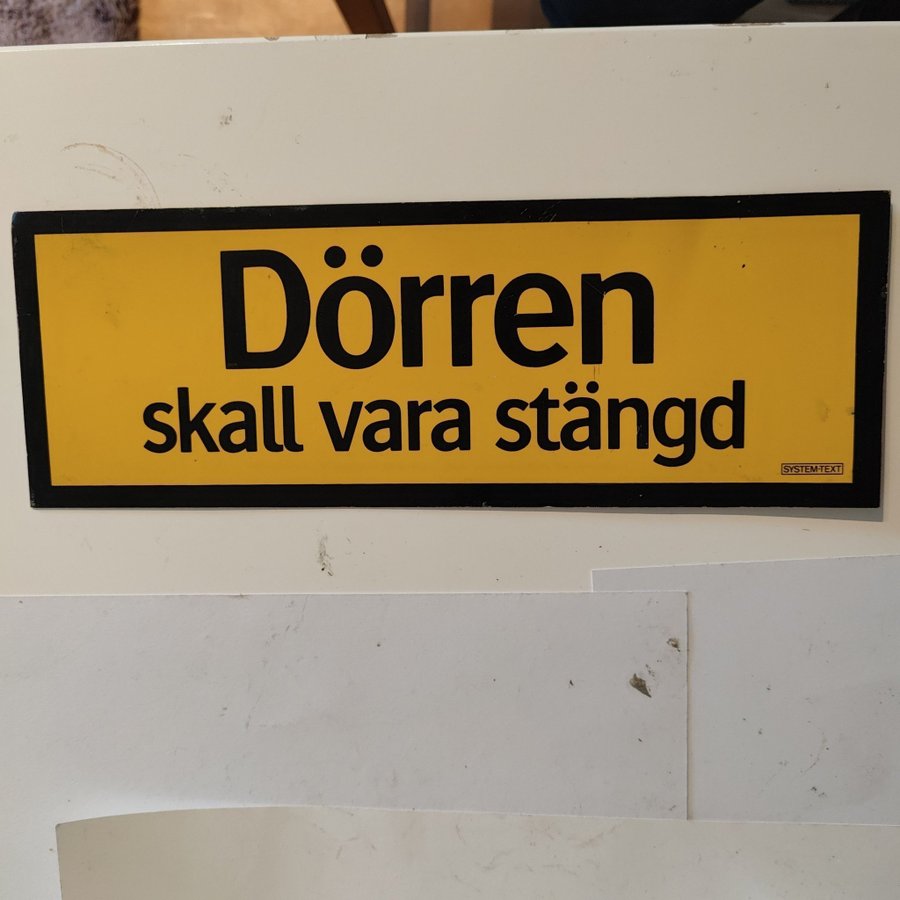 Dörren
skall vara stängd
SYSTEM-TEXT